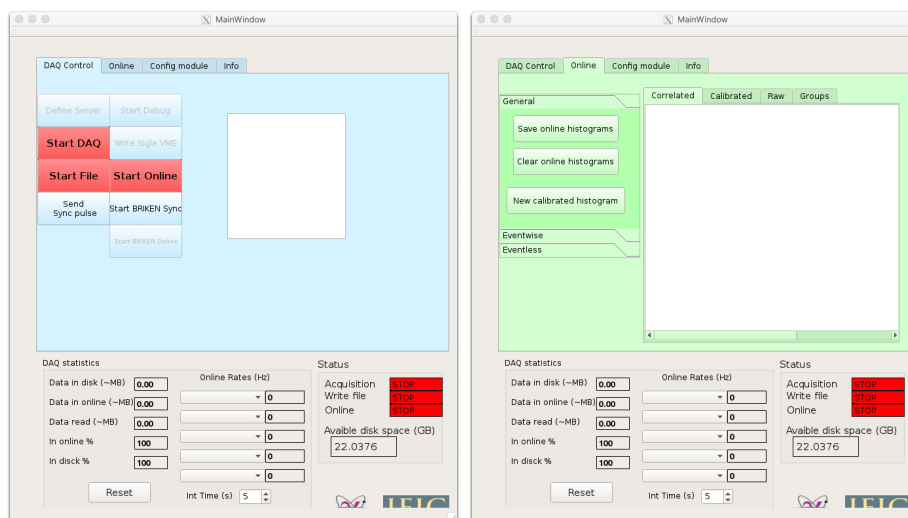 MainWindow
DAQ Control Online Config module Info
Define Server Start Debug
Start DAQ Write Sigle VME
Start File Start Online
Send
Sync pulse
Start BRIKEN Sync
Start BRIKEN Online
DAQ statistics
Data in disk (~MB) 0.00
Data in online (~MB) 0.00
Data read (~MB) 0.00
In online % 100
In disck % 100
Reset
Online Rates (Hz)
0
0
0
0
0
Int Time (s) 5
Status
Acquisition STOP
Write file STOP
Online STOP
Avaible disk space (GB)
22.0376
IFIC
MainWindow
DAQ Control Online Config module Info
General
Save online histograms
Clear online histograms
New calibrated histogram
Eventwise
Eventless
Correlated Calibrated Raw Groups
DAQ statistics
Data in disk (~MB) 0.00
Data in online (~MB) 0.00
Data read (~MB) 0.00
In online % 100
In disck % 100
Reset
Online Rates (Hz)
0
0
0
0
0
Int Time (s) 5
Status
Acquisition STOP
Write file STOP
Online STOP
Avaible disk space (GB)
22.0376
IFIC